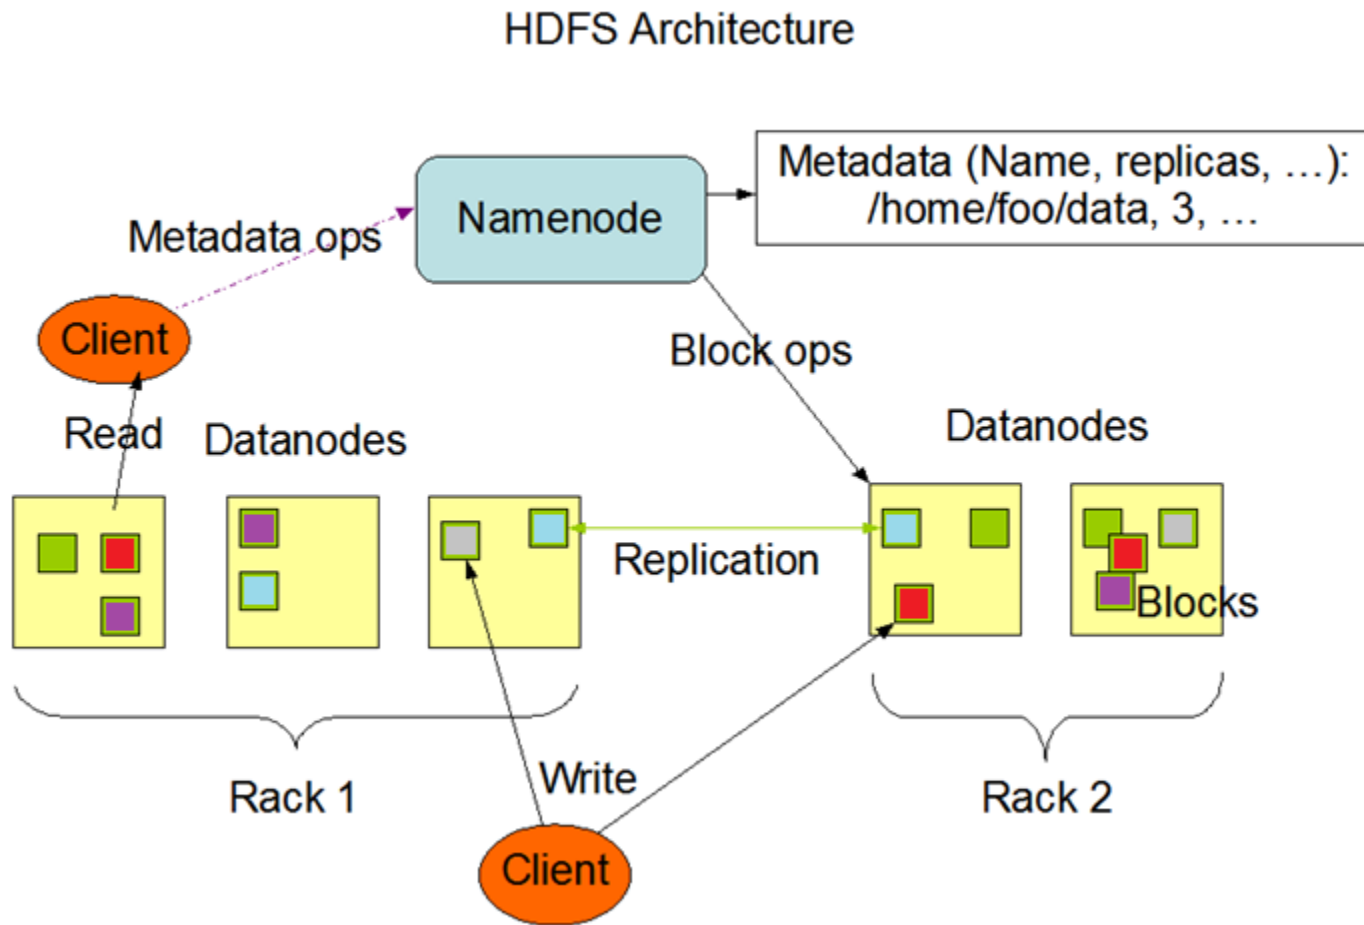 HDFS Architecture
Metadata (Name, replicas, …):
/home/foo/data, 3, …
Namenode
Metadata ops
Client
Block ops
Read
Datanodes
Datanodes
Replication
Blocks
Rack 1
Write
Rack 2
Client